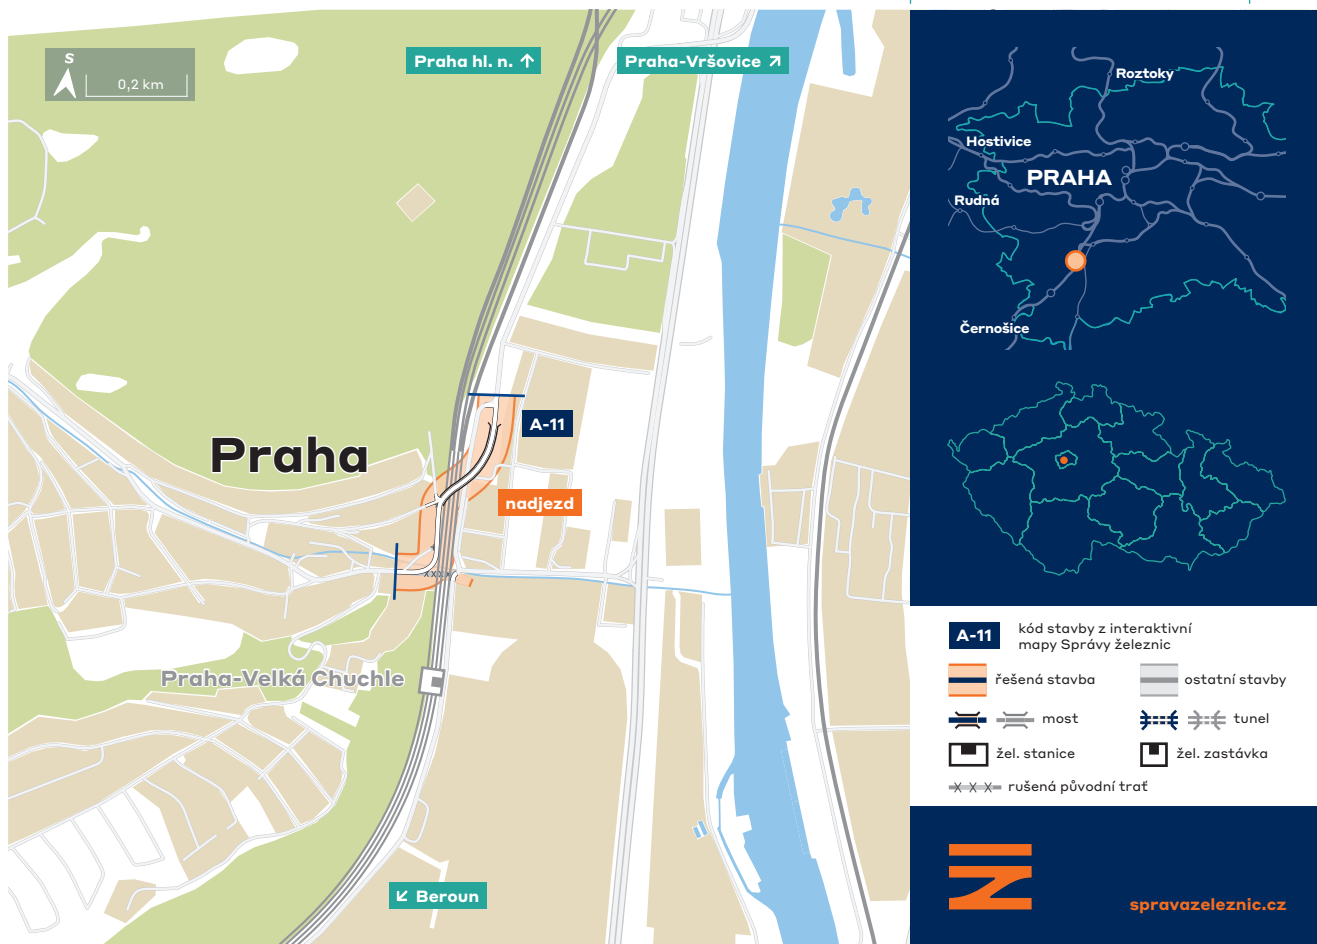 S
0,2 km
Praha hl. n. ↑
Praha-Vršovice ↗
A-11
Praha
nadjezd
Praha-Velká Chuchle
↙ Beroun
Roztoky
Hostivice
PRAHA
Rudná
Černošice
A-11
kód stavby z interaktivní
mapy Správy železnic
řešená stavba
ostatní stavby
most
tunel
žel. stanice
žel. zastávka
rušená původní trať
spravazeleznic.cz